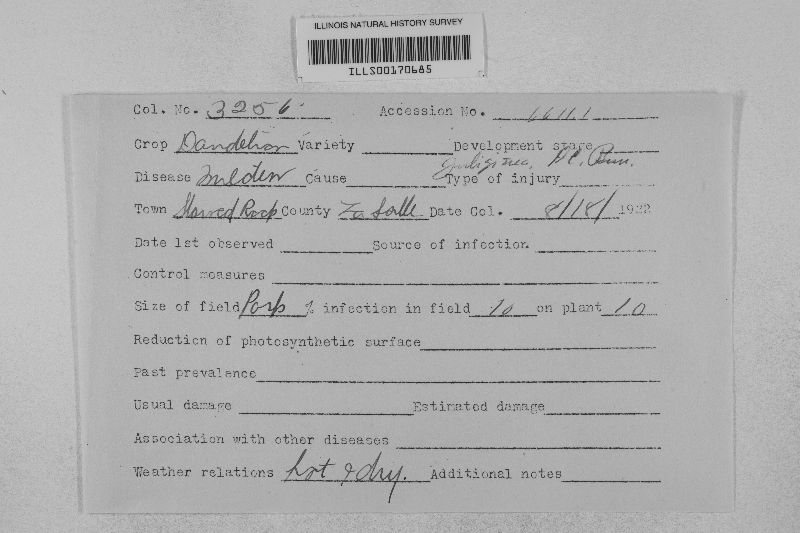 ILLINOIS NATURAL HISTORY SURVEY
ILLS00170685
Col. No. 3256 Accession No. 16111
Crop Dandelion Variety Development stage
fuliginea,
Disease Mildew Cause Type of injury
Town Starved Rock County La Salle Date Col. 8/18/ 1922
Date 1st observed Source of infection
Control measures
Size of field % infection in field 10 on plant 10
Reduction of photosynthetic surface
Past prevalence
Usual damage Estimated damage
Association with other diseases
Weather relations hot & dry. Additional notes